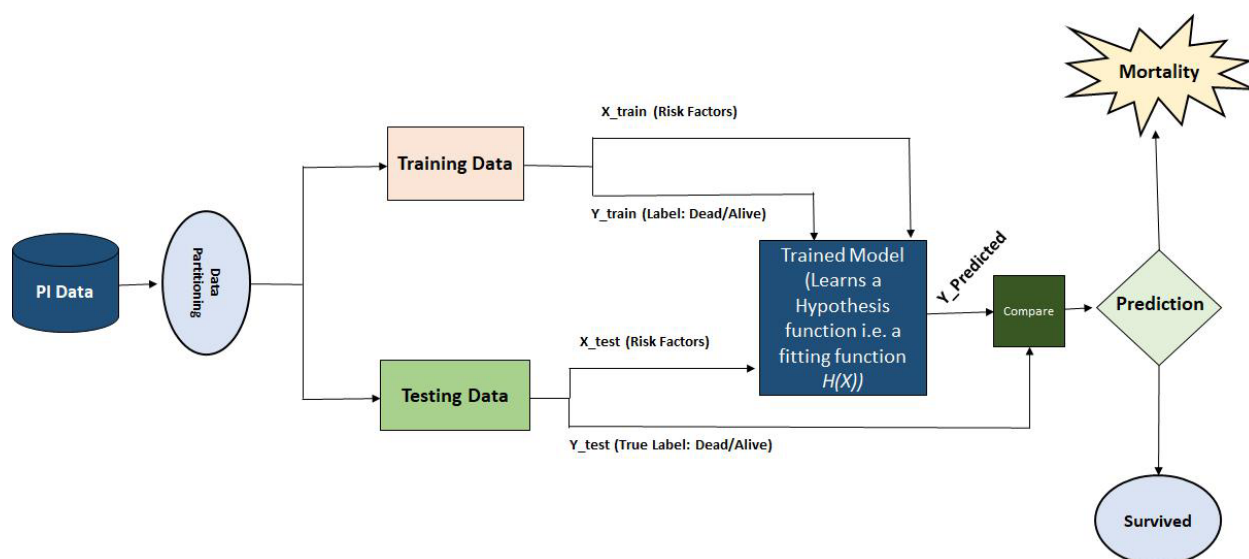 PI Data
Data
Partitioning
Training Data
X_train (Risk Factors)
Y_train (Label: Dead/Alive)
Testing Data
X_test (Risk Factors)
Y_test (True Label: Dead/Alive)
Trained Model
(Learns a
Hypothesis
function i.e. a
fitting function
H(X))
Y_Predicted
Compare
Prediction
Mortality
Survived